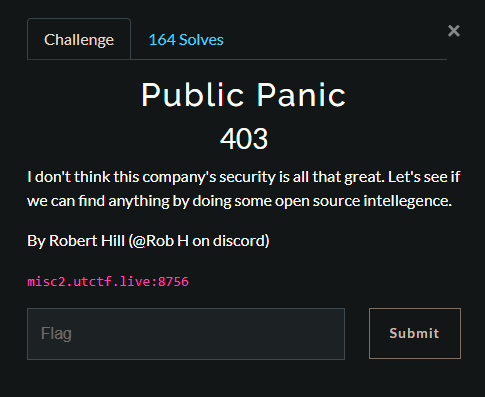 Challenge
164 Solves
×
Public Panic
403
I don't think this company's security is all that great. Let's see if
we can find anything by doing some open source intellegence.
By Robert Hill (@Rob H on discord)
misc2.utctf.live:8756
Flag
Submit